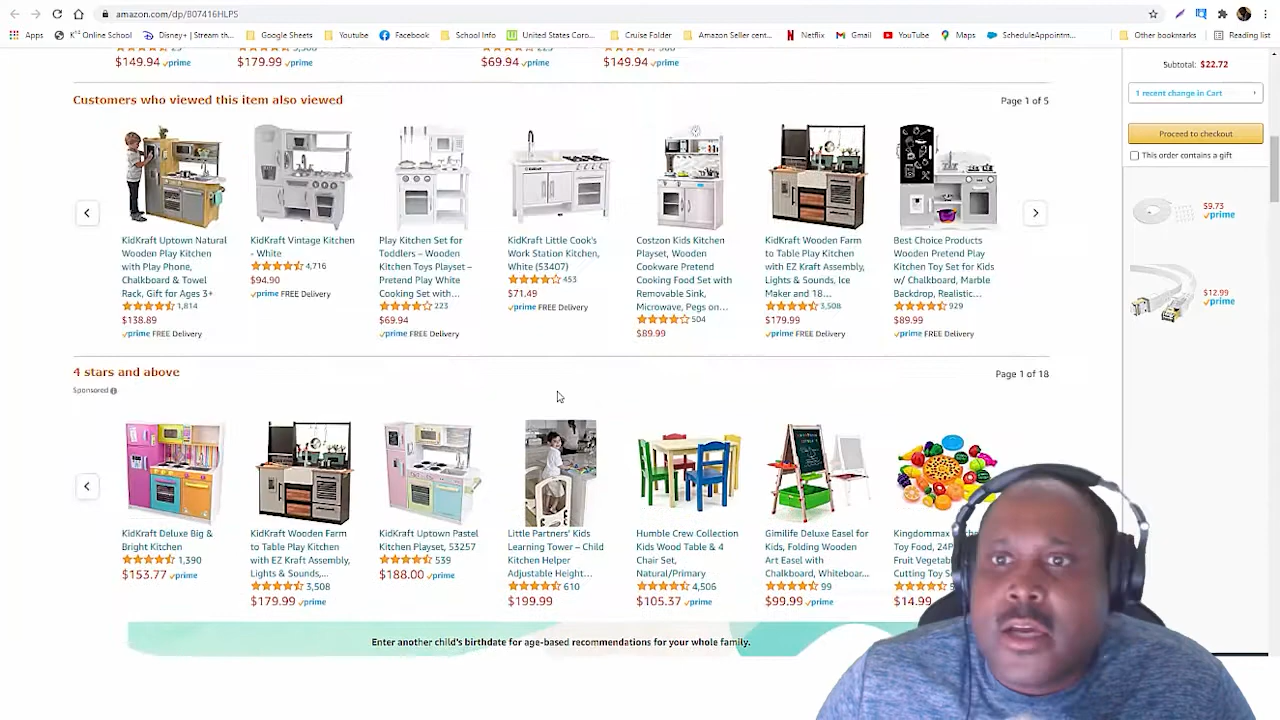 amazon.com/dp/B07416HLPS
Apps
K12 Online School
Disney+ | Stream th...
Google Sheets
Youtube
Facebook
School Info
United States Coro...
Cruise Folder
Amazon Seller cent...
Netflix
Gmail
YouTube
Maps
ScheduleAppointm...
Other bookmarks
Reading list
$149.94 prime
$179.99 prime
$69.94 prime
$149.94 prime
Subtotal: $22.72
1 recent change in Cart
Proceed to checkout
This order contains a gift
$9.73
prime
$12.99
prime
Customers who viewed this item also viewed
Page 1 of 5
KidKraft Uptown Natural
Wooden Play Kitchen
with Play Phone,
Chalkboard & Towel
Rack, Gift for Ages 3+
1,814
$138.89
prime FREE Delivery
KidKraft Vintage Kitchen
- White
4,716
$94.90
prime FREE Delivery
Play Kitchen Set for
Toddlers – Wooden
Kitchen Toys Playset –
Pretend Play White
Cooking Set with...
223
$69.94
prime FREE Delivery
KidKraft Little Cook's
Work Station Kitchen,
White (53407)
453
$71.49
prime FREE Delivery
Costzon Kids Kitchen
Playset, Wooden
Cookware Pretend
Cooking Food Set with
Removable Sink,
Microwave, Pegs on...
504
$89.99
KidKraft Wooden Farm
to Table Play Kitchen
with EZ Kraft Assembly,
Lights & Sounds, Ice
Maker and 18...
3,508
$179.99
prime FREE Delivery
Best Choice Products
Wooden Pretend Play
Kitchen Toy Set for Kids
w/ Chalkboard, Marble
Backdrop, Realistic...
929
$89.99
prime FREE Delivery
4 stars and above
Page 1 of 18
Sponsored
KidKraft Deluxe Big &
Bright Kitchen
1,390
$153.77 prime
KidKraft Wooden Farm
to Table Play Kitchen
with EZ Kraft Assembly,
Lights & Sounds,...
3,508
$179.99 prime
KidKraft Uptown Pastel
Kitchen Playset, 53257
539
$188.00 prime
Little Partners' Kids
Learning Tower – Child
Kitchen Helper
Adjustable Height...
610
$199.99
Humble Crew Collection
Kids Wood Table & 4
Chair Set,
Natural/Primary
4,506
$105.37 prime
Gimilife Deluxe Easel for
Kids, Folding Wooden
Art Easel with
Chalkboard, Whiteboar...
99
$99.99 prime
Kingdommax
Toy Food, 24P
Fruit Vegetab
Cutting Toy S
$14.99
Enter another child's birthdate for age-based recommendations for your whole family.